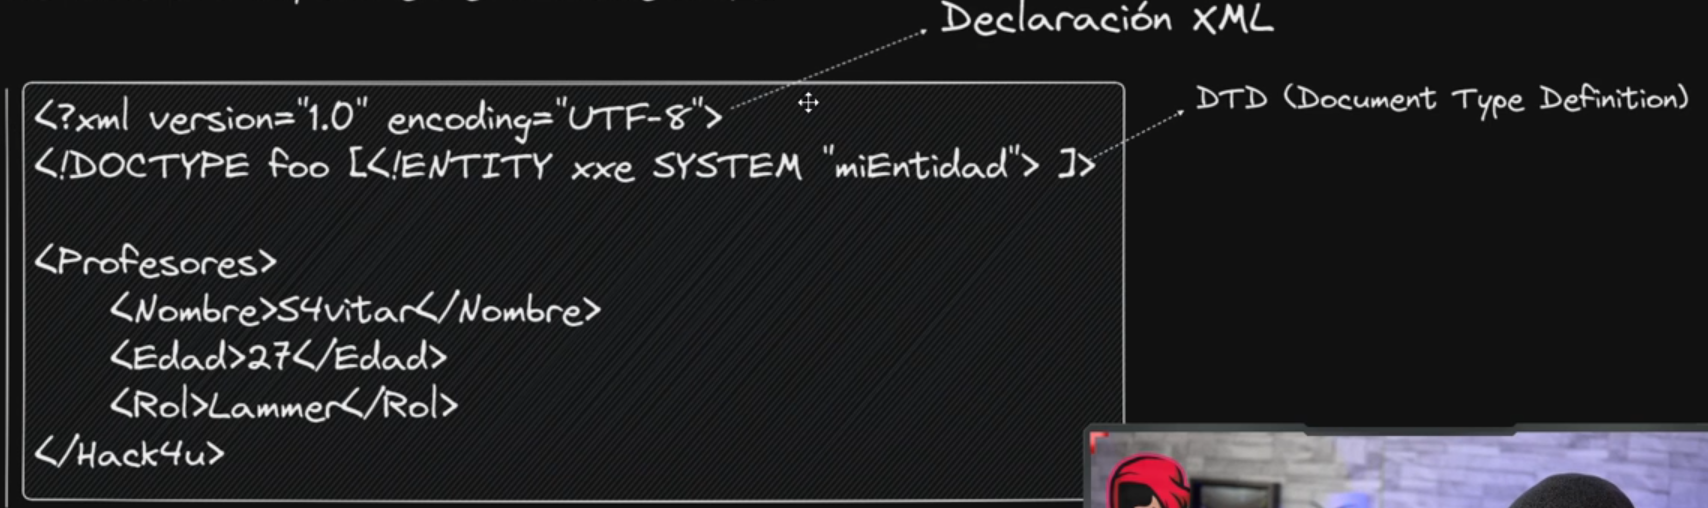 Declaración XML
<?xml version="1.0" encoding="UTF-8">
DTD (Document Type Definition)
<!DOCTYPE foo [<!ENTITY xxe SYSTEM "miEntidad"> ]>
<Profesores>
<Nombre>S4vitar</Nombre>
<Edad>27</Edad>
<Rol>Lammer</Rol>
</Hack4u>